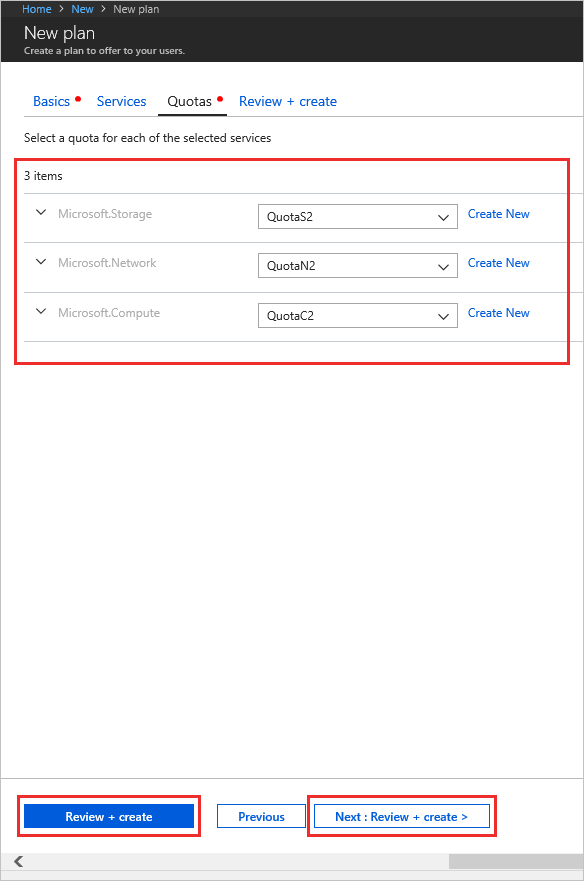 Home > New > New plan
New plan
Create a plan to offer to your users.
Basics Services Quotas Review + create
Select a quota for each of the selected services
3 items
Microsoft.Storage QuotaS2 Create New
Microsoft.Network QuotaN2 Create New
Microsoft.Compute QuotaC2 Create New
Review + create Previous Next : Review + create >